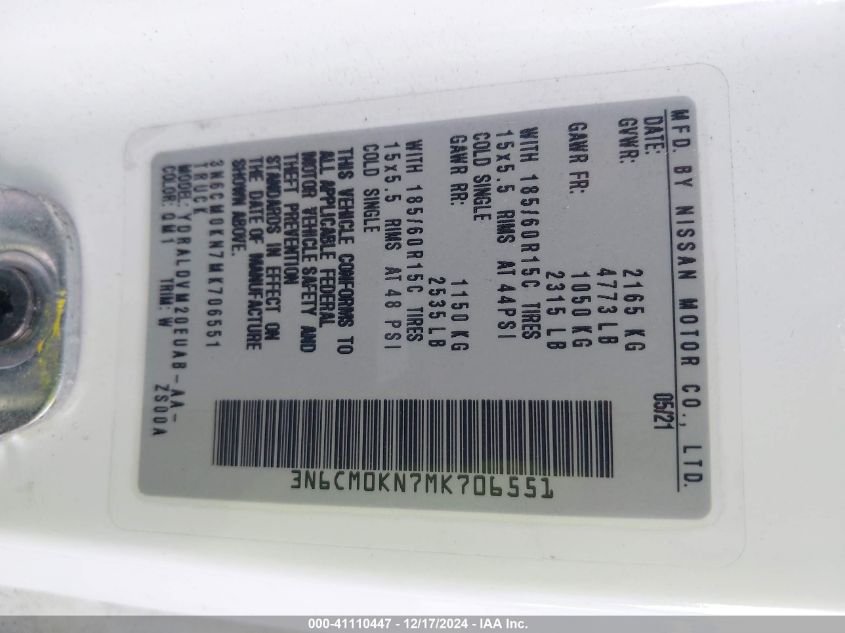 MFD. BY NISSAN MOTOR CO., LTD.
DATE: 05/21
GVWR: 2165 KG
4773 LB
GAWR FR: 1050 KG
2315 LB
WITH 185/60R15C TIRES
15x5.5 RIMS AT 44PSI
COLD SINGLE
GAWR RR: 1150 KG
2535 LB
WITH 185/60R15C TIRES
15x5.5 RIMS AT 48 PSI
COLD SINGLE
THIS VEHICLE CONFORMS TO
ALL APPLICABLE FEDERAL
MOTOR VEHICLE SAFETY AND
THEFT PREVENTION
STANDARDS IN EFFECT ON
THE DATE OF MANUFACTURE
SHOWN ABOVE.
3N6CM0KN7MK706551
TRUCK
MODEL: YDRALDVM20EUAB-AA-
ZS00A
COLOR: QM1 TRIM: W
3N6CM0KN7MK706551
000-41110447 - 12/17/2024 - IAA Inc.